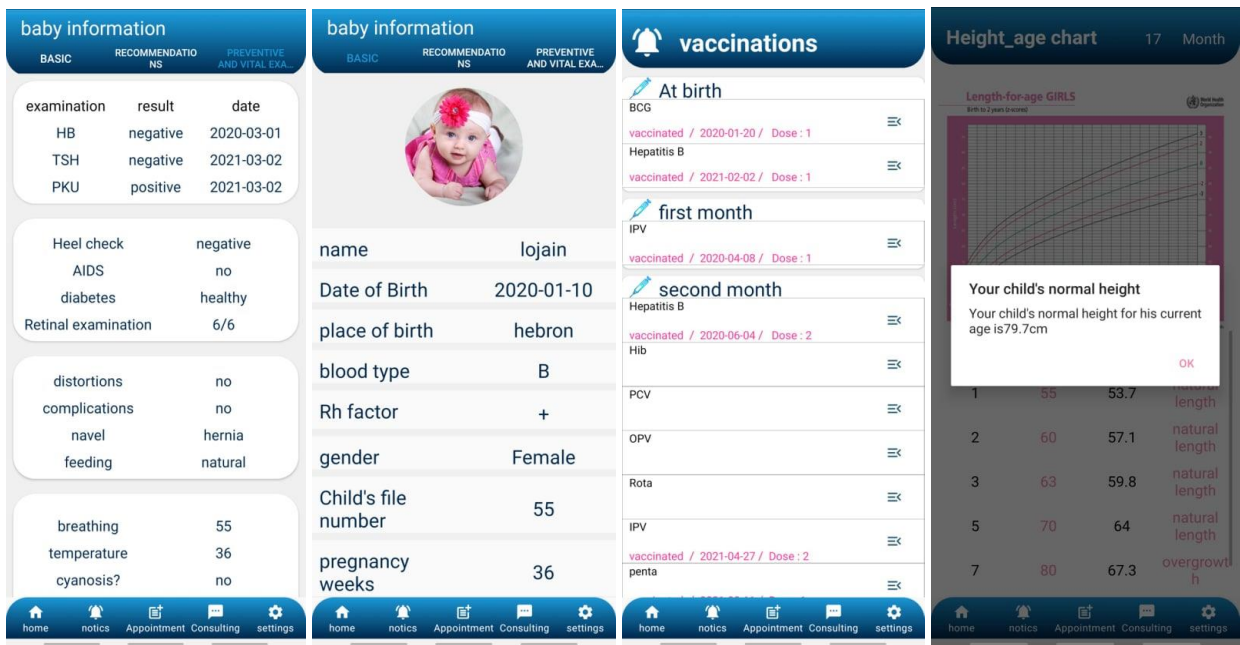 baby information
BASIC
RECOMMENDATIO
NS
PREVENTIVE
AND VITAL EXA...
examination result date
HB negative 2020-03-01
TSH negative 2021-03-02
PKU positive 2021-03-02
Heel check negative
AIDS no
diabetes healthy
Retinal examination 6/6
distortions no
complications no
navel hernia
feeding natural
breathing 55
temperature 36
cyanosis? no
home notics Appointment Consulting settings
baby information
BASIC
RECOMMENDATIO
NS
PREVENTIVE
AND VITAL EXA...
name lojain
Date of Birth 2020-01-10
place of birth hebron
blood type B
Rh factor +
gender Female
Child's file
number
55
pregnancy
weeks
36
home notics Appointment Consulting settings
vaccinations
At birth
BCG
vaccinated / 2020-01-20 / Dose : 1
Hepatitis B
vaccinated / 2021-02-02 / Dose : 1
first month
IPV
vaccinated / 2020-04-08 / Dose : 1
second month
Hepatitis B
vaccinated / 2020-06-04 / Dose : 2
Hib
PCV
OPV
Rota
IPV
vaccinated / 2021-04-27 / Dose : 2
penta
home notics Appointment Consulting settings
Height_age chart 17 Month
Length-for-age GIRLS
Birth to 2 years (z-scores)
World Health
Organization
Your child's normal height
Your child's normal height for his current
age is79.7cm
OK
1 55 53.7 natural
length
2 60 57.1 natural
length
3 63 59.8 natural
length
5 70 64 natural
length
7 80 67.3 overgrowt
h
home notics Appointment Consulting settings